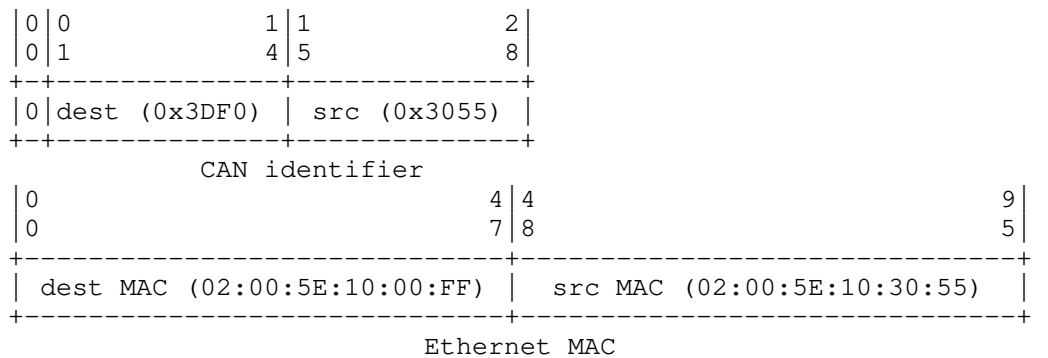 |0|0            1|1            2|
|0|1            4|5            8|
+-+--------------+--------------+
|0|dest (0x3DF0) | src (0x3055) |
+-+--------------+--------------+
CAN identifier
|0                            4|4                             9|
|0                            7|8                             5|
+------------------------------+-------------------------------+
| dest MAC (02:00:5E:10:00:FF) |  src MAC (02:00:5E:10:30:55)  |
+------------------------------+-------------------------------+
Ethernet MAC